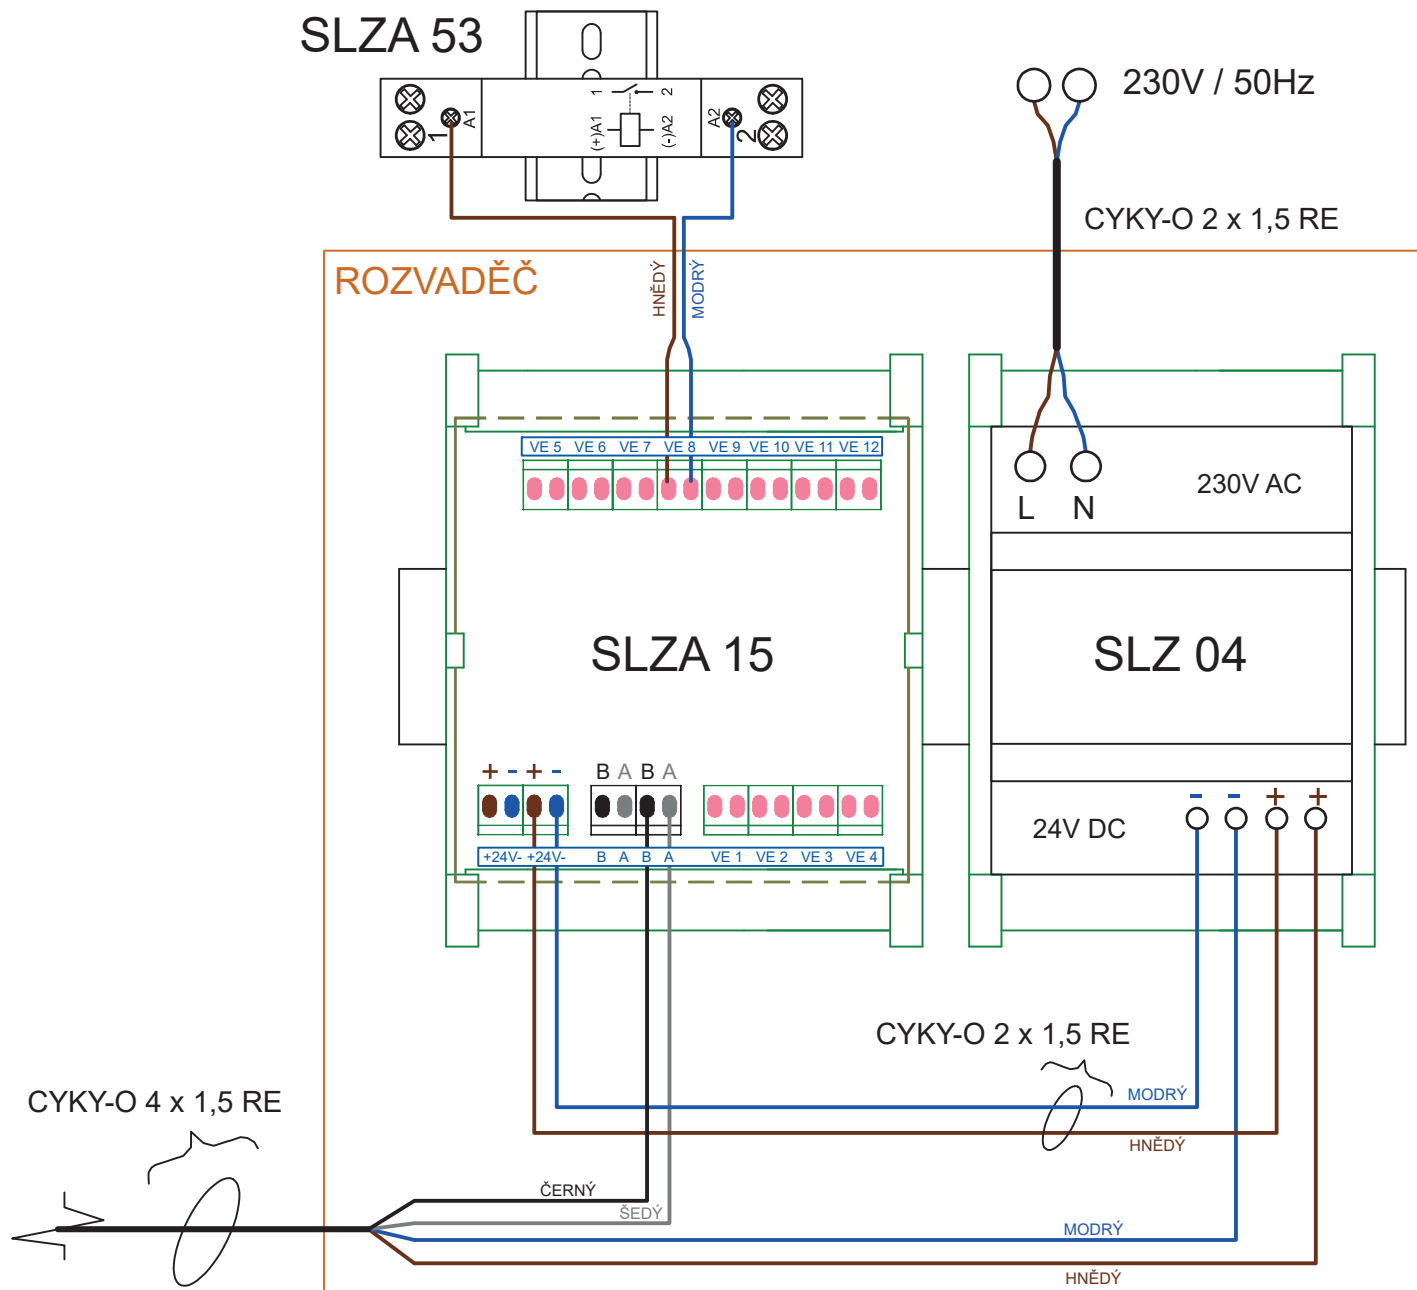 SLZA 53
1 2
(+)A1 (-)A2
1 A1
A2 2
230V / 50Hz
CYKY-O 2 x 1,5 RE
ROZVADĚČ
HNĚDÝ
MODRÝ
VE 5 VE 6 VE 7 VE 8 VE 9 VE 10 VE 11 VE 12
L N
230V AC
SLZA 15
SLZ 04
+ - + -
B A B A
- - + +
24V DC
+24V- +24V- B A B A VE 1 VE 2 VE 3 VE 4
CYKY-O 2 x 1,5 RE
MODRÝ
HNĚDÝ
CYKY-O 4 x 1,5 RE
ČERNÝ
ŠEDÝ
MODRÝ
HNĚDÝ